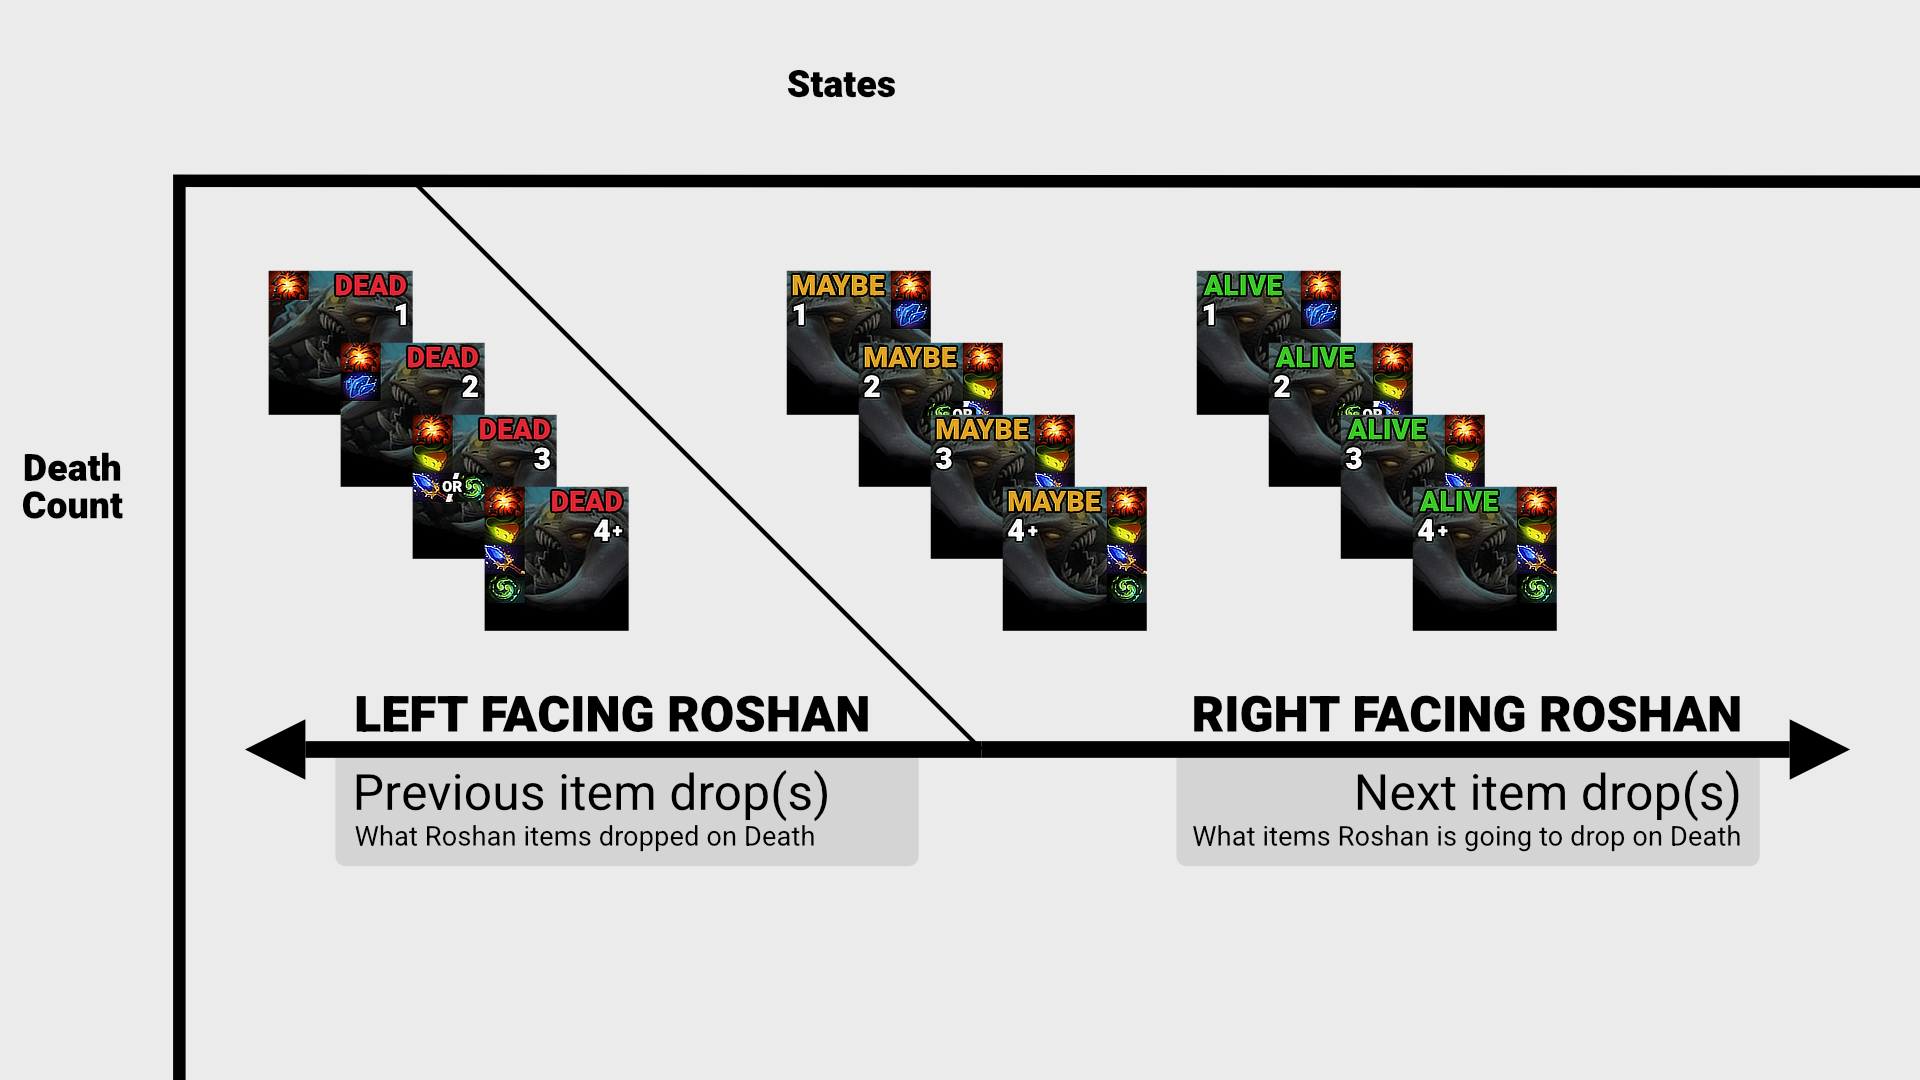 States
Death
Count
DEAD
1
DEAD
2
DEAD
3
OR
DEAD
4+
MAYBE
1
MAYBE
2
OR
MAYBE
3
MAYBE
4+
ALIVE
1
ALIVE
2
OR
ALIVE
3
ALIVE
4+
LEFT FACING ROSHAN
Previous item drop(s)
What Roshan items dropped on Death
RIGHT FACING ROSHAN
Next item drop(s)
What items Roshan is going to drop on Death